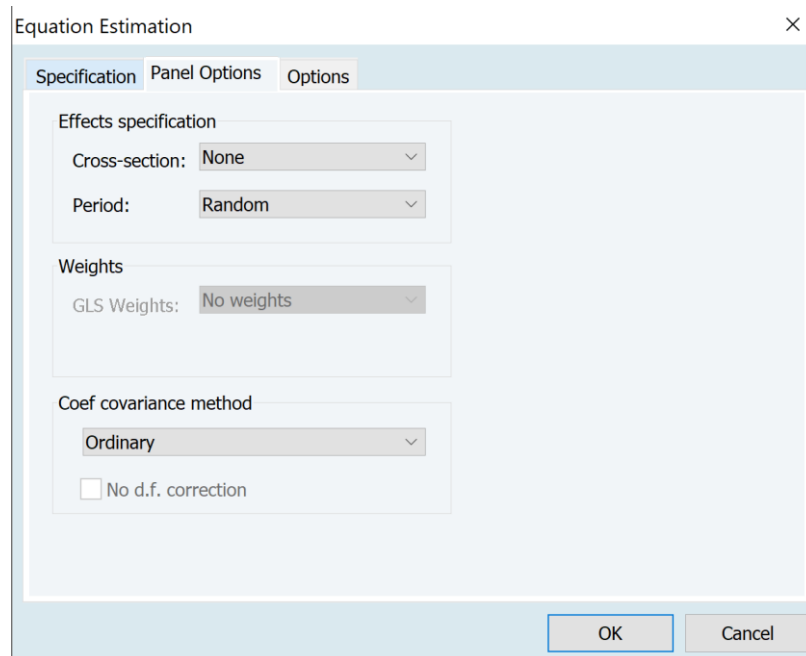 Equation Estimation
Specification Panel Options Options
Effects specification
Cross-section: None
Period: Random
Weights
GLS Weights: No weights
Coef covariance method
Ordinary
No d.f. correction
OK Cancel